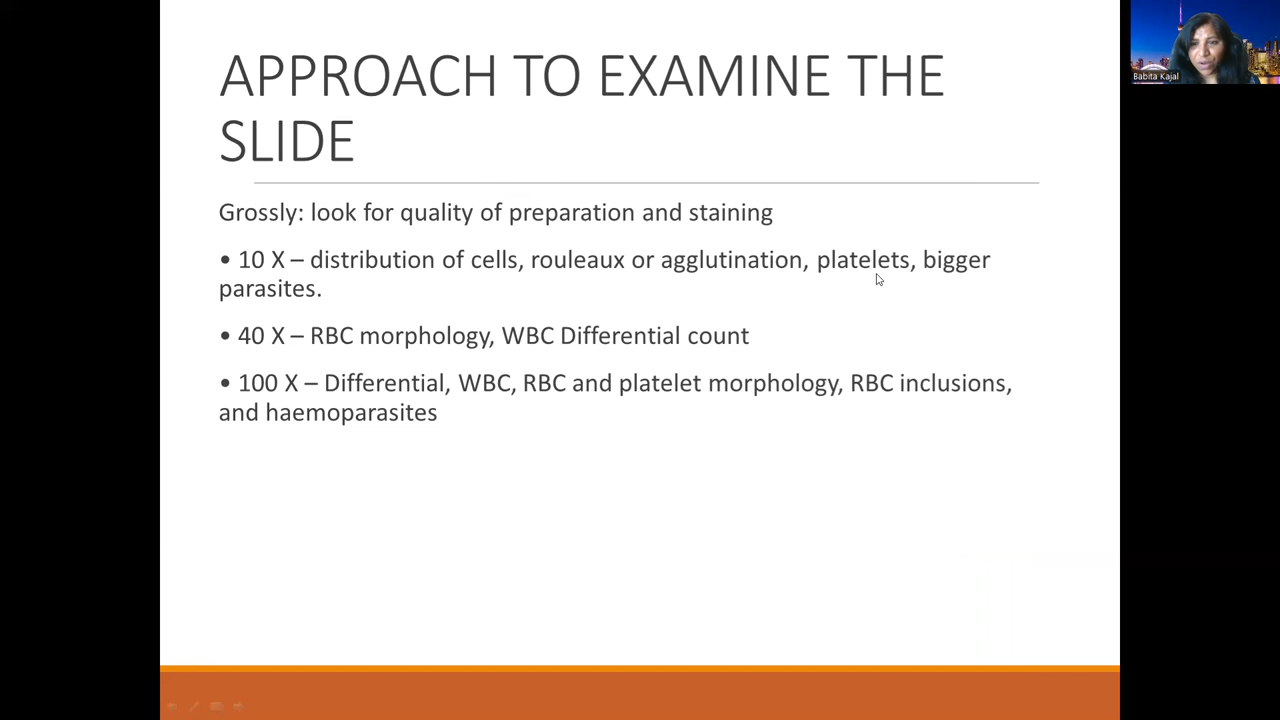 APPROACH TO EXAMINE THE
SLIDE
Grossly: look for quality of preparation and staining
• 10 X – distribution of cells, rouleaux or agglutination, platelets, bigger
parasites.
• 40 X – RBC morphology, WBC Differential count
• 100 X – Differential, WBC, RBC and platelet morphology, RBC inclusions,
and haemoparasites
Babita Kajal